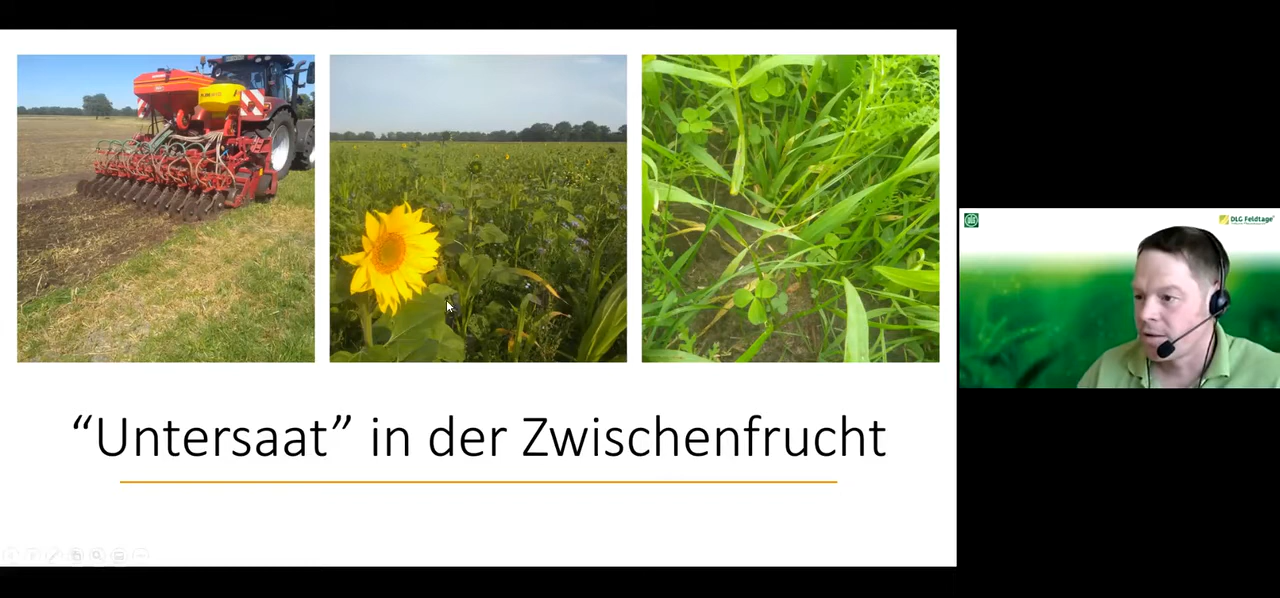 “Untersaat” in der Zwischenfrucht
DLG Feldtage